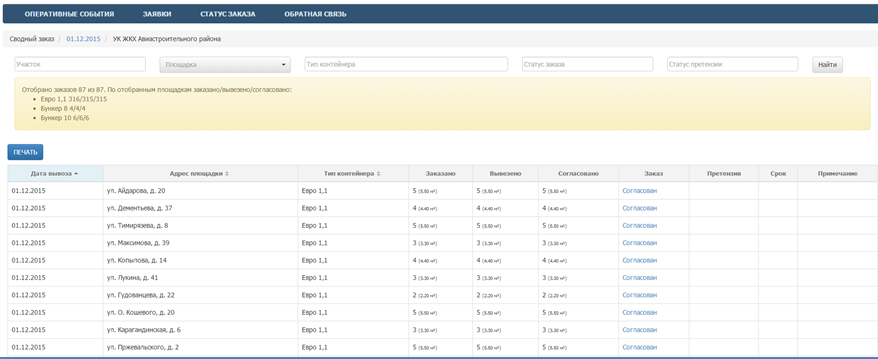 ОПЕРАТИВНЫЕ СОБЫТИЯ ЗАЯВКИ СТАТУС ЗАКАЗА ОБРАТНАЯ СВЯЗЬ
Сводный заказ / 01.12.2015 / УК ЖКХ Авиастроительного района
Участок Площадка Тип контейнера Статус заказа Статус претензии Найти
Отобрано заказов 87 из 87. По отобранным площадкам заказано/вывезено/согласовано:
• Евро 1,1 316/315/315
• Бункер 8 4/4/4
• Бункер 10 6/6/6
ПЕЧАТЬ
Дата вывоза Адрес площадки Тип контейнера Заказано Вывезено Согласовано Заказ Претензия Срок Примечание
01.12.2015 ул. Айдарова, д. 20 Евро 1,1 5 (5.50 м³) 5 (5.50 м³) 5 (5.50 м³) Согласован
01.12.2015 ул. Дементьева, д. 37 Евро 1,1 4 (4.40 м³) 4 (4.40 м³) 4 (4.40 м³) Согласован
01.12.2015 ул. Тимирязева, д. 8 Евро 1,1 5 (5.50 м³) 5 (5.50 м³) 5 (5.50 м³) Согласован
01.12.2015 ул. Максимова, д. 39 Евро 1,1 3 (3.30 м³) 3 (3.30 м³) 3 (3.30 м³) Согласован
01.12.2015 ул. Копылова, д. 14 Евро 1,1 4 (4.40 м³) 4 (4.40 м³) 4 (4.40 м³) Согласован
01.12.2015 ул. Лукина, д. 41 Евро 1,1 3 (3.30 м³) 3 (3.30 м³) 3 (3.30 м³) Согласован
01.12.2015 ул. Гудованцева, д. 22 Евро 1,1 2 (2.20 м³) 2 (2.20 м³) 2 (2.20 м³) Согласован
01.12.2015 ул. О. Кошевого, д. 20 Евро 1,1 5 (5.50 м³) 5 (5.50 м³) 5 (5.50 м³) Согласован
01.12.2015 ул. Карагандинская, д. 6 Евро 1,1 3 (3.30 м³) 3 (3.30 м³) 3 (3.30 м³) Согласован
01.12.2015 ул. Пржевальского, д. 2 Евро 1,1 5 (5.50 м³) 5 (5.50 м³) 5 (5.50 м³) Согласован